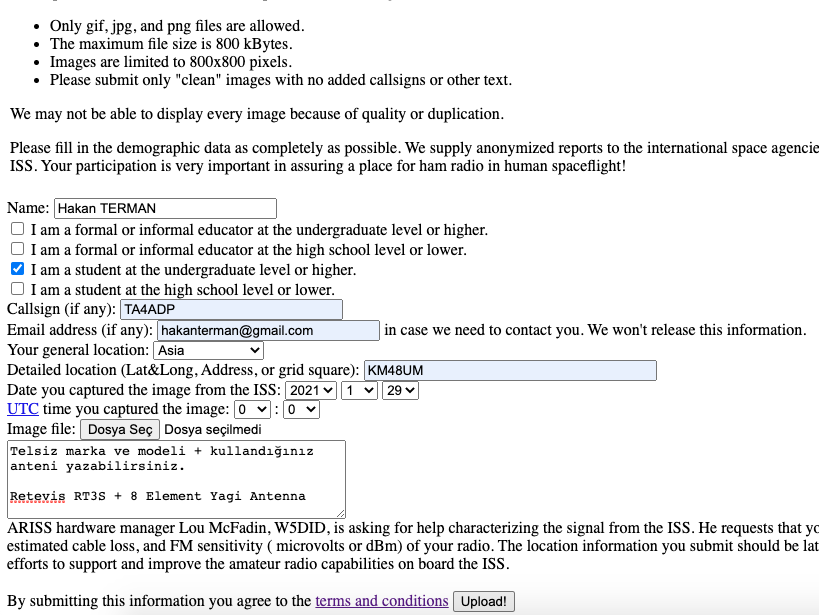 Only gif, jpg, and png files are allowed.
The maximum file size is 800 kBytes.
Images are limited to 800x800 pixels.
Please submit only "clean" images with no added callsigns or other text.
We may not be able to display every image because of quality or duplication.
Please fill in the demographic data as completely as possible. We supply anonymized reports to the international space agencie
ISS. Your participation is very important in assuring a place for ham radio in human spaceflight!
Name: Hakan TERMAN
I am a formal or informal educator at the undergraduate level or higher.
I am a formal or informal educator at the high school level or lower.
I am a student at the undergraduate level or higher.
I am a student at the high school level or lower.
Callsign (if any): TA4ADP
Email address (if any): hakanterman@gmail.com in case we need to contact you. We won't release this information.
Your general location: Asia
Detailed location (Lat&Long, Address, or grid square): KM48UM
Date you captured the image from the ISS: 2021 1 29
UTC time you captured the image: 0 : 0
Image file: Dosya Seç Dosya seçilmedi
Telsiz marka ve modeli + kullandığınız
anteni yazabilirsiniz.
Retevis RT3S + 8 Element Yagi Antenna
ARISS hardware manager Lou McFadin, W5DID, is asking for help characterizing the signal from the ISS. He requests that yo
estimated cable loss, and FM sensitivity ( microvolts or dBm) of your radio. The location information you submit should be lat
efforts to support and improve the amateur radio capabilities on board the ISS.
By submitting this information you agree to the terms and conditions Upload!